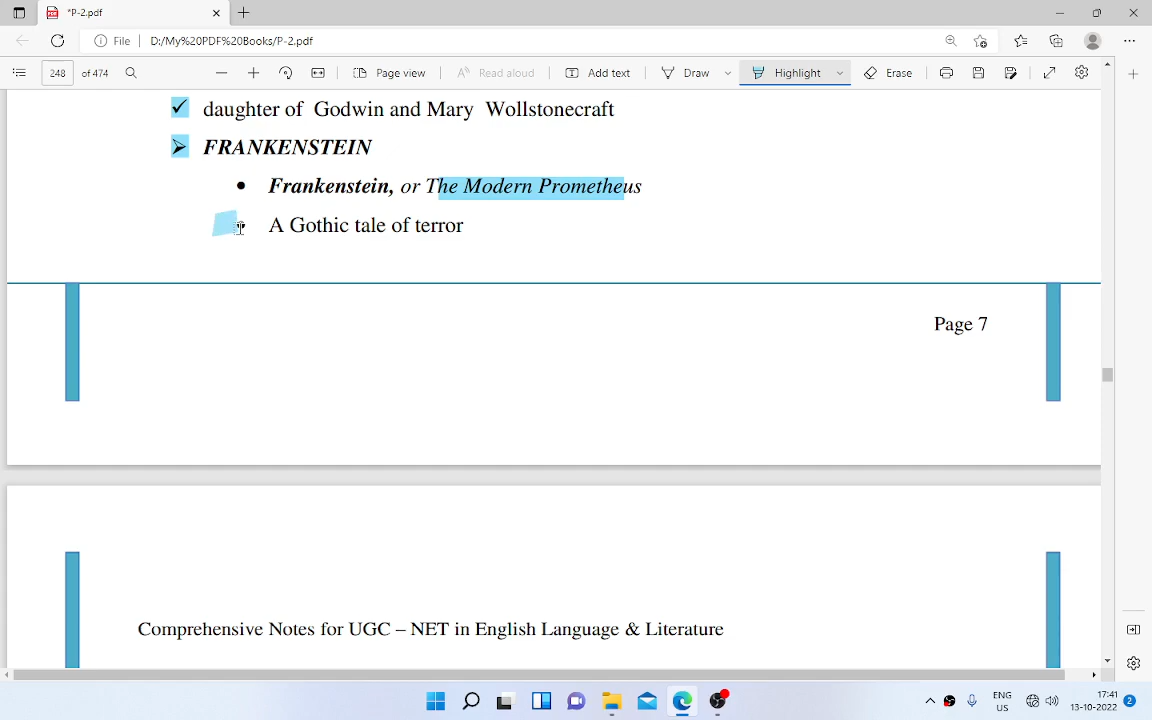 *P-2.pdf
File D:/My%20PDF%20Books/P-2.pdf
248 of 474 Page view Read aloud Add text Draw Highlight Erase
daughter of Godwin and Mary Wollstonecraft
FRANKENSTEIN
Frankenstein, or The Modern Prometheus
A Gothic tale of terror
Page 7
Comprehensive Notes for UGC – NET in English Language & Literature
ENG 17:41
US 13-10-2022 2